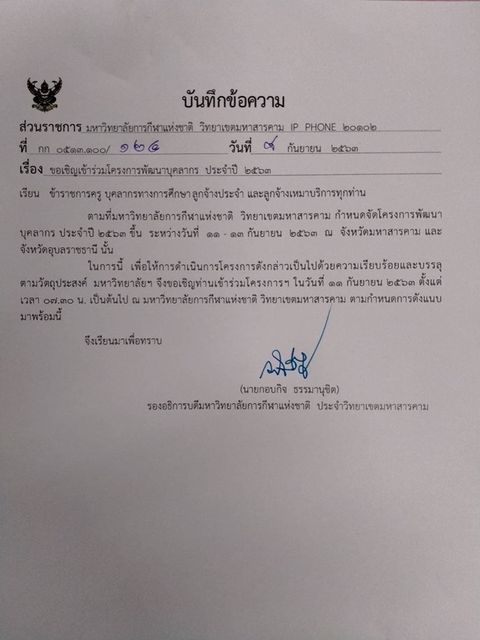 บันทึกข้อความ
ส่วนราชการ มหาวิทยาลัยการกีฬาแห่งชาติ วิทยาเขตมหาสารคาม IP PHONE ๒๐๑๐๒
ที่ กก ๐๕๑๓.๑๐๐/ ๑๒๔ วันที่ ๘ กันยายน ๒๕๖๓
เรื่อง ขอเชิญเข้าร่วมโครงการพัฒนาบุคลากร ประจำปี ๒๕๖๓
เรียน ข้าราชการครู บุคลากรทางการศึกษา ลูกจ้างประจำ และลูกจ้างเหมาบริการทุกท่าน
ตามที่มหาวิทยาลัยการกีฬาแห่งชาติ วิทยาเขตมหาสารคาม กำหนดจัดโครงการพัฒนา
บุคลากร ประจำปี ๒๕๖๓ ขึ้น ระหว่างวันที่ ๑๑ - ๑๓ กันยายน ๒๕๖๓ ณ จังหวัดมหาสารคาม และ
จังหวัดอุบลราชธานี นั้น
ในการนี้ เพื่อให้การดำเนินการโครงการดังกล่าวเป็นไปด้วยความเรียบร้อยและบรรลุ
ตามวัตถุประสงค์ มหาวิทยาลัยฯ จึงขอเชิญท่านเข้าร่วมโครงการฯ ในวันที่ ๑๑ กันยายน ๒๕๖๓ ตั้งแต่
เวลา ๐๗.๓๐ น. เป็นต้นไป ณ มหาวิทยาลัยการกีฬาแห่งชาติ วิทยาเขตมหาสารคาม ตามกำหนดการดังแนบ
มาพร้อมนี้
จึงเรียนมาเพื่อทราบ
(นายกอบกิจ ธรรมานุชิต)
รองอธิการบดีมหาวิทยาลัยการกีฬาแห่งชาติ ประจำวิทยาเขตมหาสารคาม